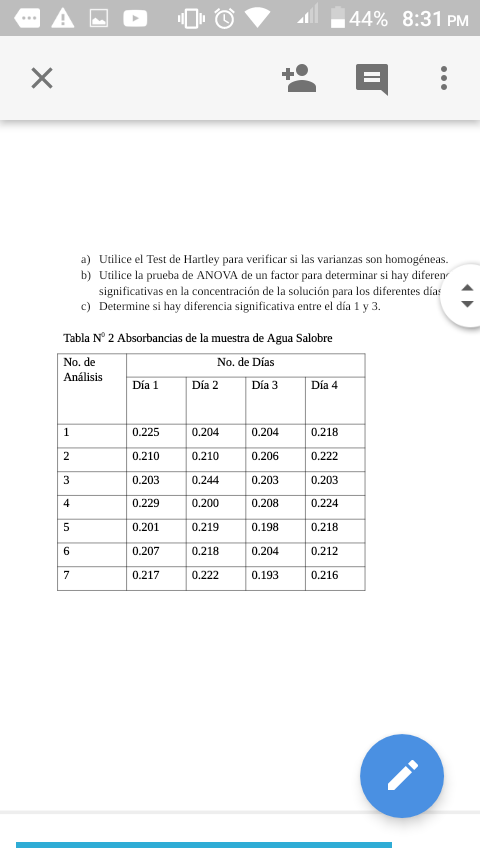 44% 8:31 PM
a) Utilice el Test de Hartley para verificar si las varianzas son homogéneas.
b) Utilice la prueba de ANOVA de un factor para determinar si hay
significativas en la concentración de la solución para los diferentes
c) Determine si hay diferencia significativa entre el día 1 y 3.
Tabla N° 2 Absorbancias de la muestra de Agua Salobre
No. de Análisis No. de Días
Día 1 Día 2 Día 3 Día 4
1 0.225 0.204 0.204 0.218
2 0.210 0.210 0.206 0.222
3 0.203 0.244 0.203 0.203
4 0.229 0.200 0.208 0.224
5 0.201 0.219 0.198 0.218
6 0.207 0.218 0.204 0.212
7 0.217 0.222 0.193 0.216